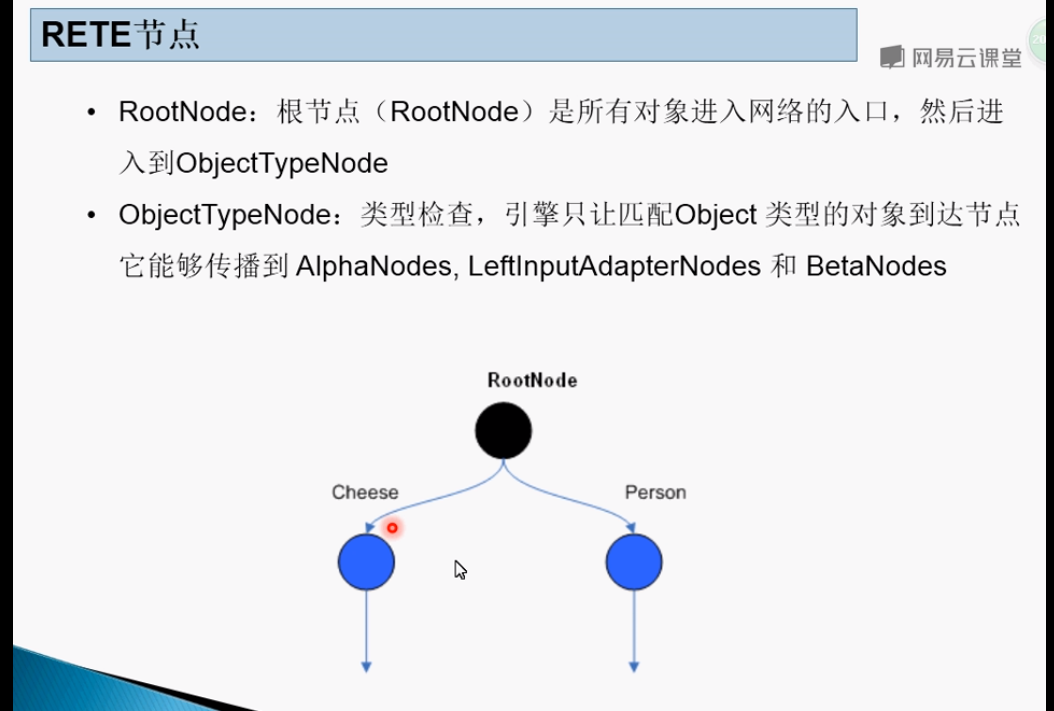 RETE节点
网易云课堂
20
• RootNode：根节点（RootNode）是所有对象进入网络的入口，然后进
入到ObjectTypeNode
• ObjectTypeNode：类型检查，引擎只让匹配Object 类型的对象到达节点
它能够传播到 AlphaNodes, LeftInputAdapterNodes 和 BetaNodes
RootNode
Cheese
Person